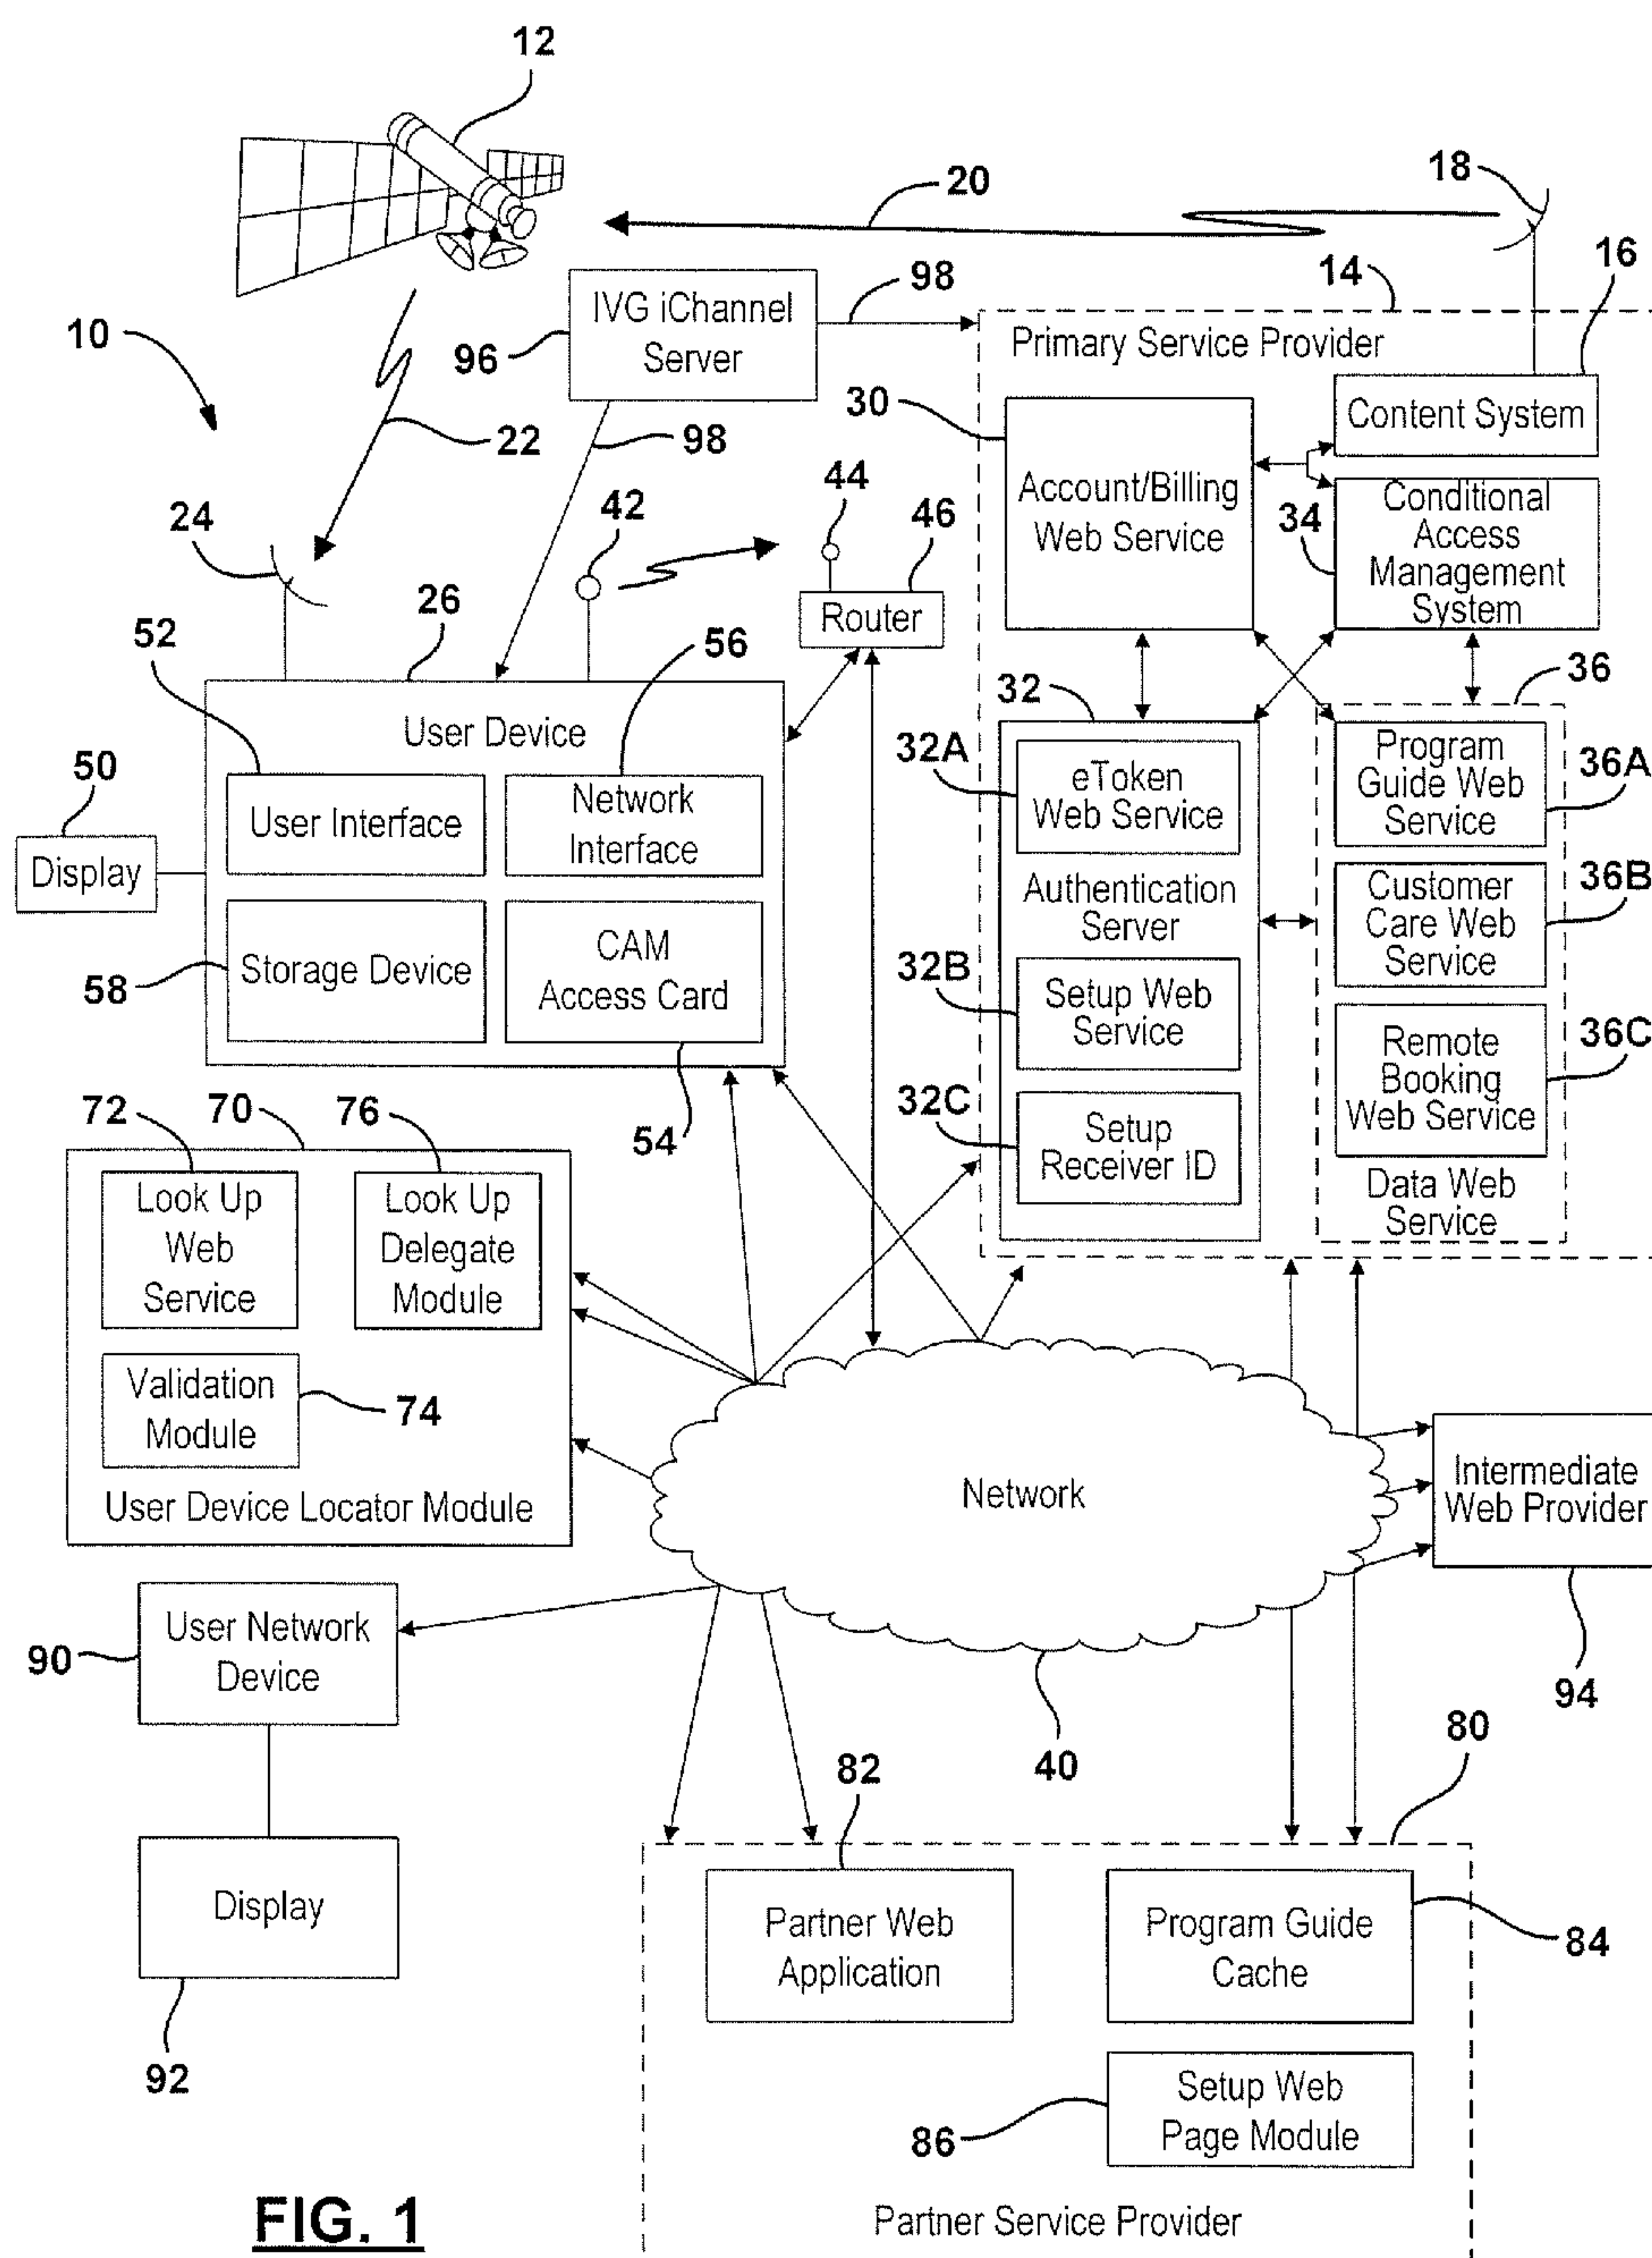 12
20
18
16
14
98
IVG iChannel
Server
96
10
Primary Service Provider
30
Content System
22
98
Account/Billing
Web Service
44
46
42
24
34
Conditional
Access
Management
System
26
52
56
Router
36
32
User Device
50
Display
User Interface
Network
Interface
58
Storage Device
CAM
Access Card
54
32A
eToken
Web Service
Authentication
Server
32B
Setup Web
Service
32C
Setup
Receiver ID
Program
Guide Web
Service
36A
Customer
Care Web
Service
36B
Remote
Booking
Web Service
36C
Data Web
Service
72
70
76
Look Up
Web
Service
Look Up
Delegate
Module
Validation
Module
74
User Device Locator Module
Network
Intermediate
Web Provider
94
40
User Network
Device
90
Display
92
80
82
Partner Web
Application
Program Guide
Cache
84
Setup Web
Page Module
86
Partner Service Provider
FIG. 1